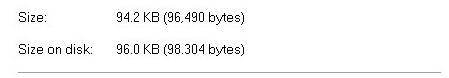 Size: 94.2 KB (96,490 bytes)
Size on disk: 96.0 KB (98.304 bytes)